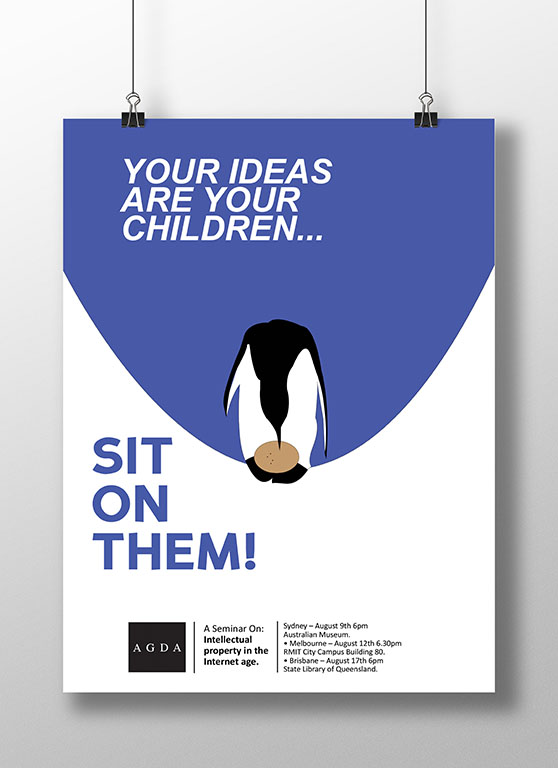 YOUR IDEAS
ARE YOUR
CHILDREN...
SIT
ON
THEM!
AGDA
A Seminar On:
Intellectual
property in the
Internet age.
Sydney – August 9th 6pm
Australian Museum.
• Melbourne – August 12th 6.30pm
RMIT City Campus Building 80.
• Brisbane – August 17th 6pm
State Library of Queensland.